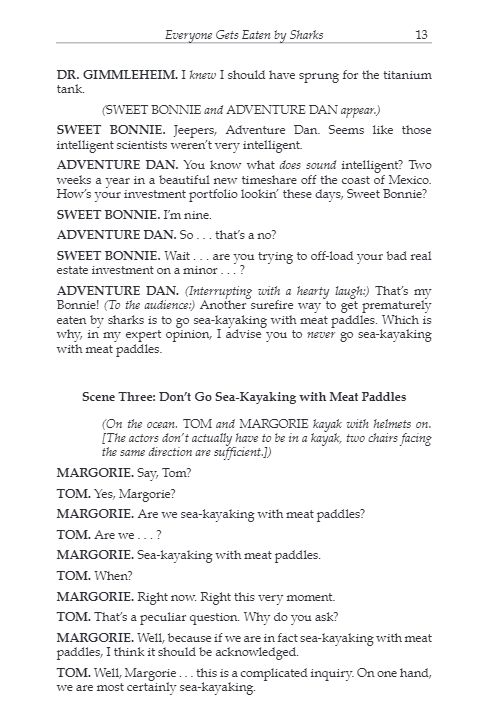 Everyone Gets Eaten by Sharks 13
DR. GIMMLEHEIM. I knew I should have sprung for the titanium
tank.
(SWEET BONNIE and ADVENTURE DAN appear.)
SWEET BONNIE. Jeepers, Adventure Dan. Seems like those
intelligent scientists weren't very intelligent.
ADVENTURE DAN. You know what does sound intelligent? Two
weeks a year in a beautiful new timeshare off the coast of Mexico.
How's your investment portfolio lookin' these days, Sweet Bonnie?
SWEET BONNIE. I'm nine.
ADVENTURE DAN. So . . . that's a no?
SWEET BONNIE. Wait . . . are you trying to off-load your bad real
estate investment on a minor . . . ?
ADVENTURE DAN. (Interrupting with a hearty laugh:) That's my
Bonnie! (To the audience:) Another surefire way to get prematurely
eaten by sharks is to go sea-kayaking with meat paddles. Which is
why, in my expert opinion, I advise you to never go sea-kayaking
with meat paddles.
Scene Three: Don't Go Sea-Kayaking with Meat Paddles
(On the ocean. TOM and MARGORIE kayak with helmets on.
[The actors don't actually have to be in a kayak, two chairs facing
the same direction are sufficient.])
MARGORIE. Say, Tom?
TOM. Yes, Margorie?
MARGORIE. Are we sea-kayaking with meat paddles?
TOM. Are we . . . ?
MARGORIE. Sea-kayaking with meat paddles.
TOM. When?
MARGORIE. Right now. Right this very moment.
TOM. That's a peculiar question. Why do you ask?
MARGORIE. Well, because if we are in fact sea-kayaking with meat
paddles, I think it should be acknowledged.
TOM. Well, Margorie . . . this is a complicated inquiry. On one hand,
we are most certainly sea-kayaking.